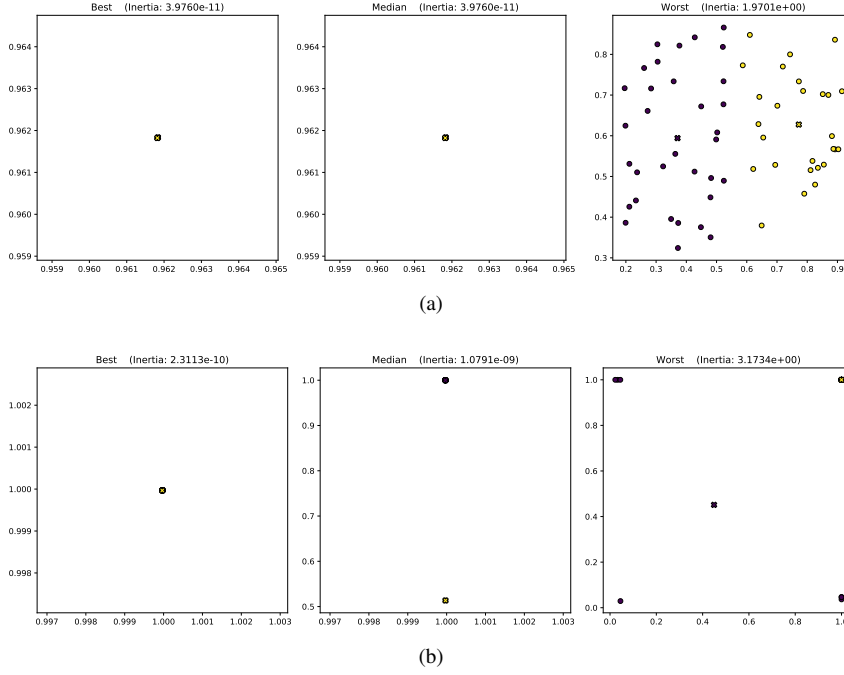 Best (Inertia: 3.9760e-11) Median (Inertia: 3.9760e-11) Worst (Inertia: 1.9701e+00)
0.964 0.964 0.8
0.963 0.963 0.7
0.962 0.962 0.6
0.961 0.961 0.5
0.960 0.960 0.4
0.959 0.959 0.3
0.959 0.960 0.961 0.962 0.963 0.964 0.965 0.959 0.960 0.961 0.962 0.963 0.964 0.965 0.2 0.3 0.4 0.5 0.6 0.7 0.8 0.9
(a)
Best (Inertia: 2.3113e-10) Median (Inertia: 1.0791e-09) Worst (Inertia: 3.1734e+00)
1.002 1.0 1.0
1.001 0.9 0.8
1.000 0.8 0.6
0.999 0.7 0.4
0.998 0.6 0.2
0.5 0.0
0.997 0.998 0.999 1.000 1.001 1.002 1.003 0.997 0.998 0.999 1.000 1.001 1.002 1.003 0.0 0.2 0.4 0.6 0.8
(b)